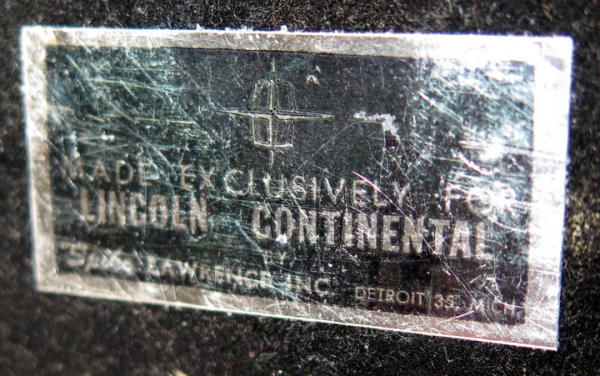 MADE EXCLUSIVELY FOR
LINCOLN CONTINENTAL
BY
LAWRENCE INC. DETROIT 35, MICH.